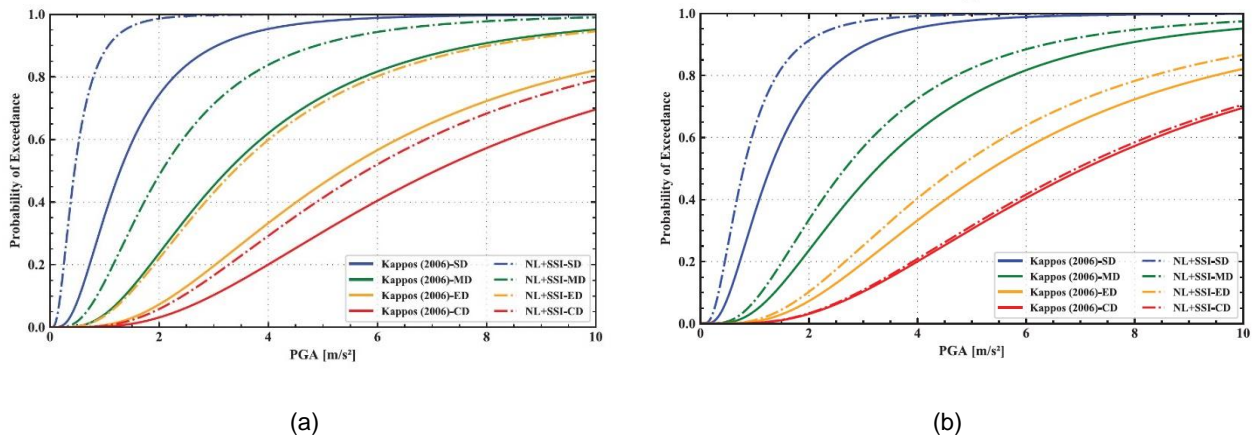 1.0
0.8
0.6
0.4
0.2
0.0
Probability of Exceedance
Kappos (2006)-SD NL+SSI-SD
Kappos (2006)-MD NL+SSI-MD
Kappos (2006)-ED NL+SSI-ED
Kappos (2006)-CD NL+SSI-CD
0 2 4 6 8 10
PGA [m/s²]
(a)
1.0
0.8
0.6
0.4
0.2
0.0
Probability of Exceedance
Kappos (2006)-SD NL+SSI-SD
Kappos (2006)-MD NL+SSI-MD
Kappos (2006)-ED NL+SSI-ED
Kappos (2006)-CD NL+SSI-CD
0 2 4 6 8 10
PGA [m/s²]
(b)